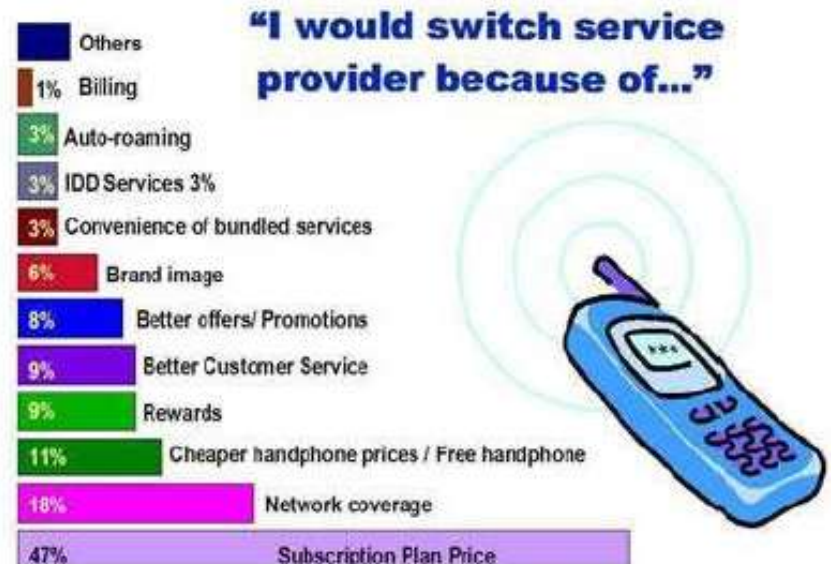 "I would switch service
provider because of..."
Others
1% Billing
3% Auto-roaming
3% IDD Services 3%
3% Convenience of bundled services
6% Brand image
8% Better offers/ Promotions
9% Better Customer Service
9% Rewards
11% Cheaper handphone prices / Free handphone
18% Network coverage
47% Subscription Plan Price
***